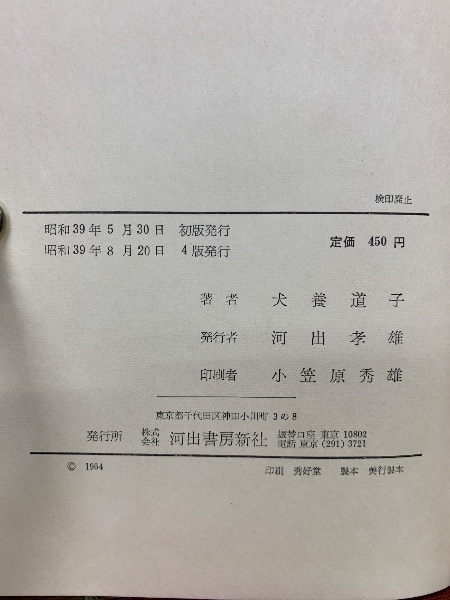 検印廃止
昭和39年5月30日 初版発行
昭和39年8月20日 4版発行
定価 450円
著者 犬養道子
発行者 河出孝雄
印刷者 小笠原秀雄
東京都千代田区神田小川町3の8
発行所 株式会社 河出書房新社 振替口座 東京 10802
電話 東京 (291) 3721
© 1964
印刷 秀好堂 製本 美行製本